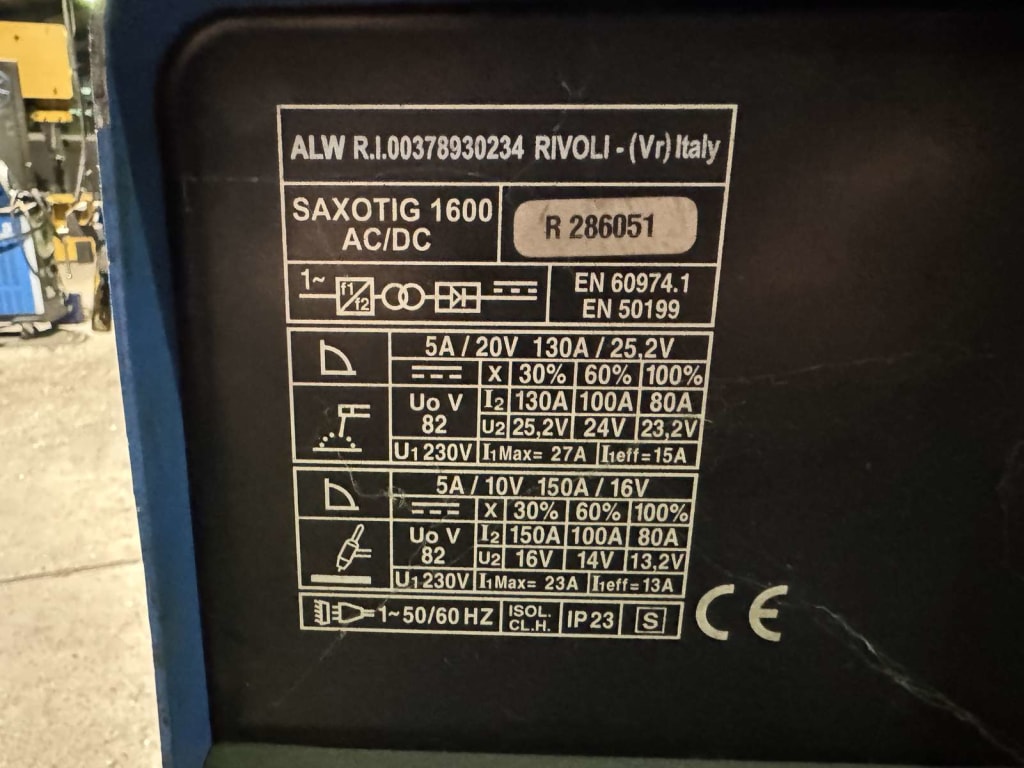 ALW R.I.00378930234 RIVOLI - (Vr) Italy
SAXOTIG 1600
AC/DC
R 286051
1~
f1
f2
EN 60974.1
EN 50199
5A / 20V 130A / 25,2V
X 30% 60% 100%
Uo V
82
I2 130A 100A 80A
U2 25,2V 24V 23,2V
U1 230V I1Max= 27A I1eff=15A
5A / 10V 150A / 16V
X 30% 60% 100%
Uo V
82
I2 150A 100A 80A
U2 16V 14V 13,2V
U1 230V I1Max= 23A I1eff=13A
1~50/60 HZ
ISOL.
CL.H.
IP 23
S
CE